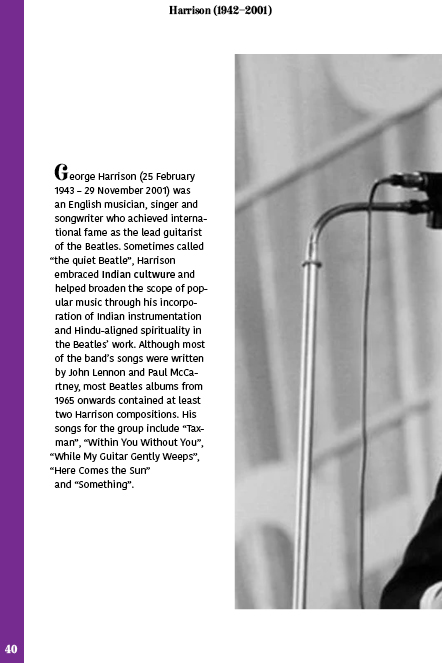 Harrison (1942–2001)
George Harrison (25 February
1943 – 29 November 2001) was
an English musician, singer and
songwriter who achieved interna-
tional fame as the lead guitarist
of the Beatles. Sometimes called
“the quiet Beatle”, Harrison
embraced Indian cultwure and
helped broaden the scope of pop-
ular music through his incorpo-
ration of Indian instrumentation
and Hindu-aligned spirituality in
the Beatles’ work. Although most
of the band’s songs were written
by John Lennon and Paul McCa-
rtney, most Beatles albums from
1965 onwards contained at least
two Harrison compositions. His
songs for the group include “Tax-
man”, “Within You Without You”,
“While My Guitar Gently Weeps”,
“Here Comes the Sun”
and “Something”.
40